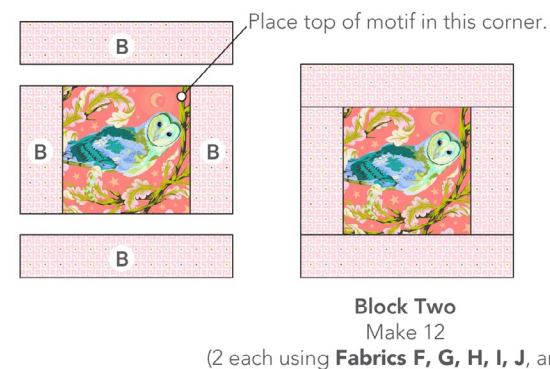 Place top of motif in this corner.
B
B
B
B
Block Two
Make 12
(2 each using Fabrics F, G, H, I, J, an